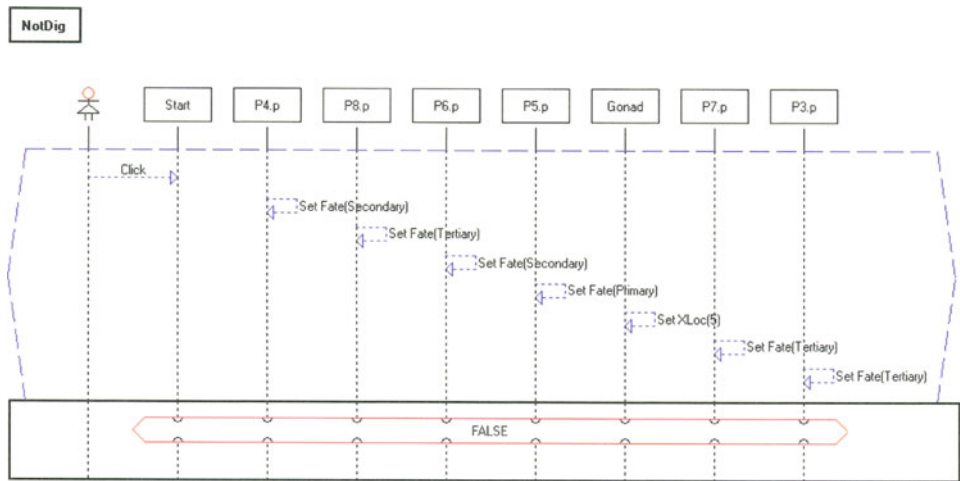 NotDig
Start P4.p P8.p P6.p P5.p Gonad P7.p P3.p
Click
Set Fate(Secondary)
Set Fate(Tertiary)
Set Fate(Secondary)
Set Fate(Primary)
Set XLoc(5)
Set Fate(Tertiary)
Set Fate(Tertiary)
FALSE